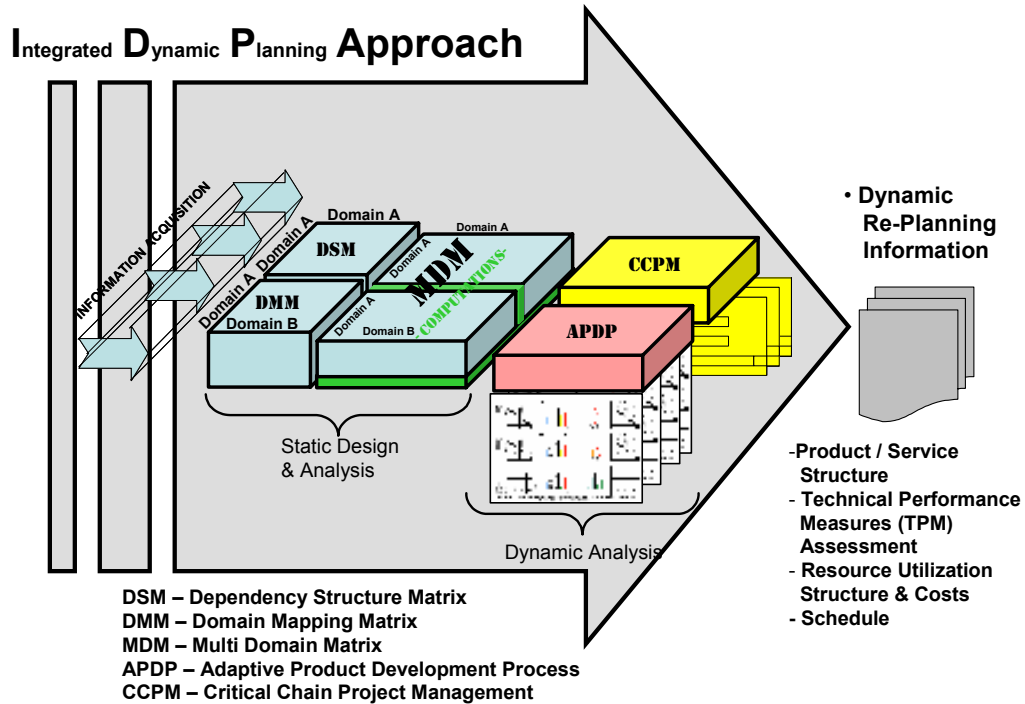 Integrated Dynamic Planning Approach
INFORMATION ACQUISITION
Domain A
Domain A
Domain A
DSM
DMM
Domain B
Domain A
Domain A
MDM
-COMPUTATIONS-
Domain A
Domain B
CCPM
APDP
Static Design
& Analysis
Dynamic Analysis
• Dynamic
Re-Planning
Information
-Product / Service
Structure
- Technical Performance
Measures (TPM)
Assessment
- Resource Utilization
Structure & Costs
- Schedule
DSM – Dependency Structure Matrix
DMM – Domain Mapping Matrix
MDM – Multi Domain Matrix
APDP – Adaptive Product Development Process
CCPM – Critical Chain Project Management